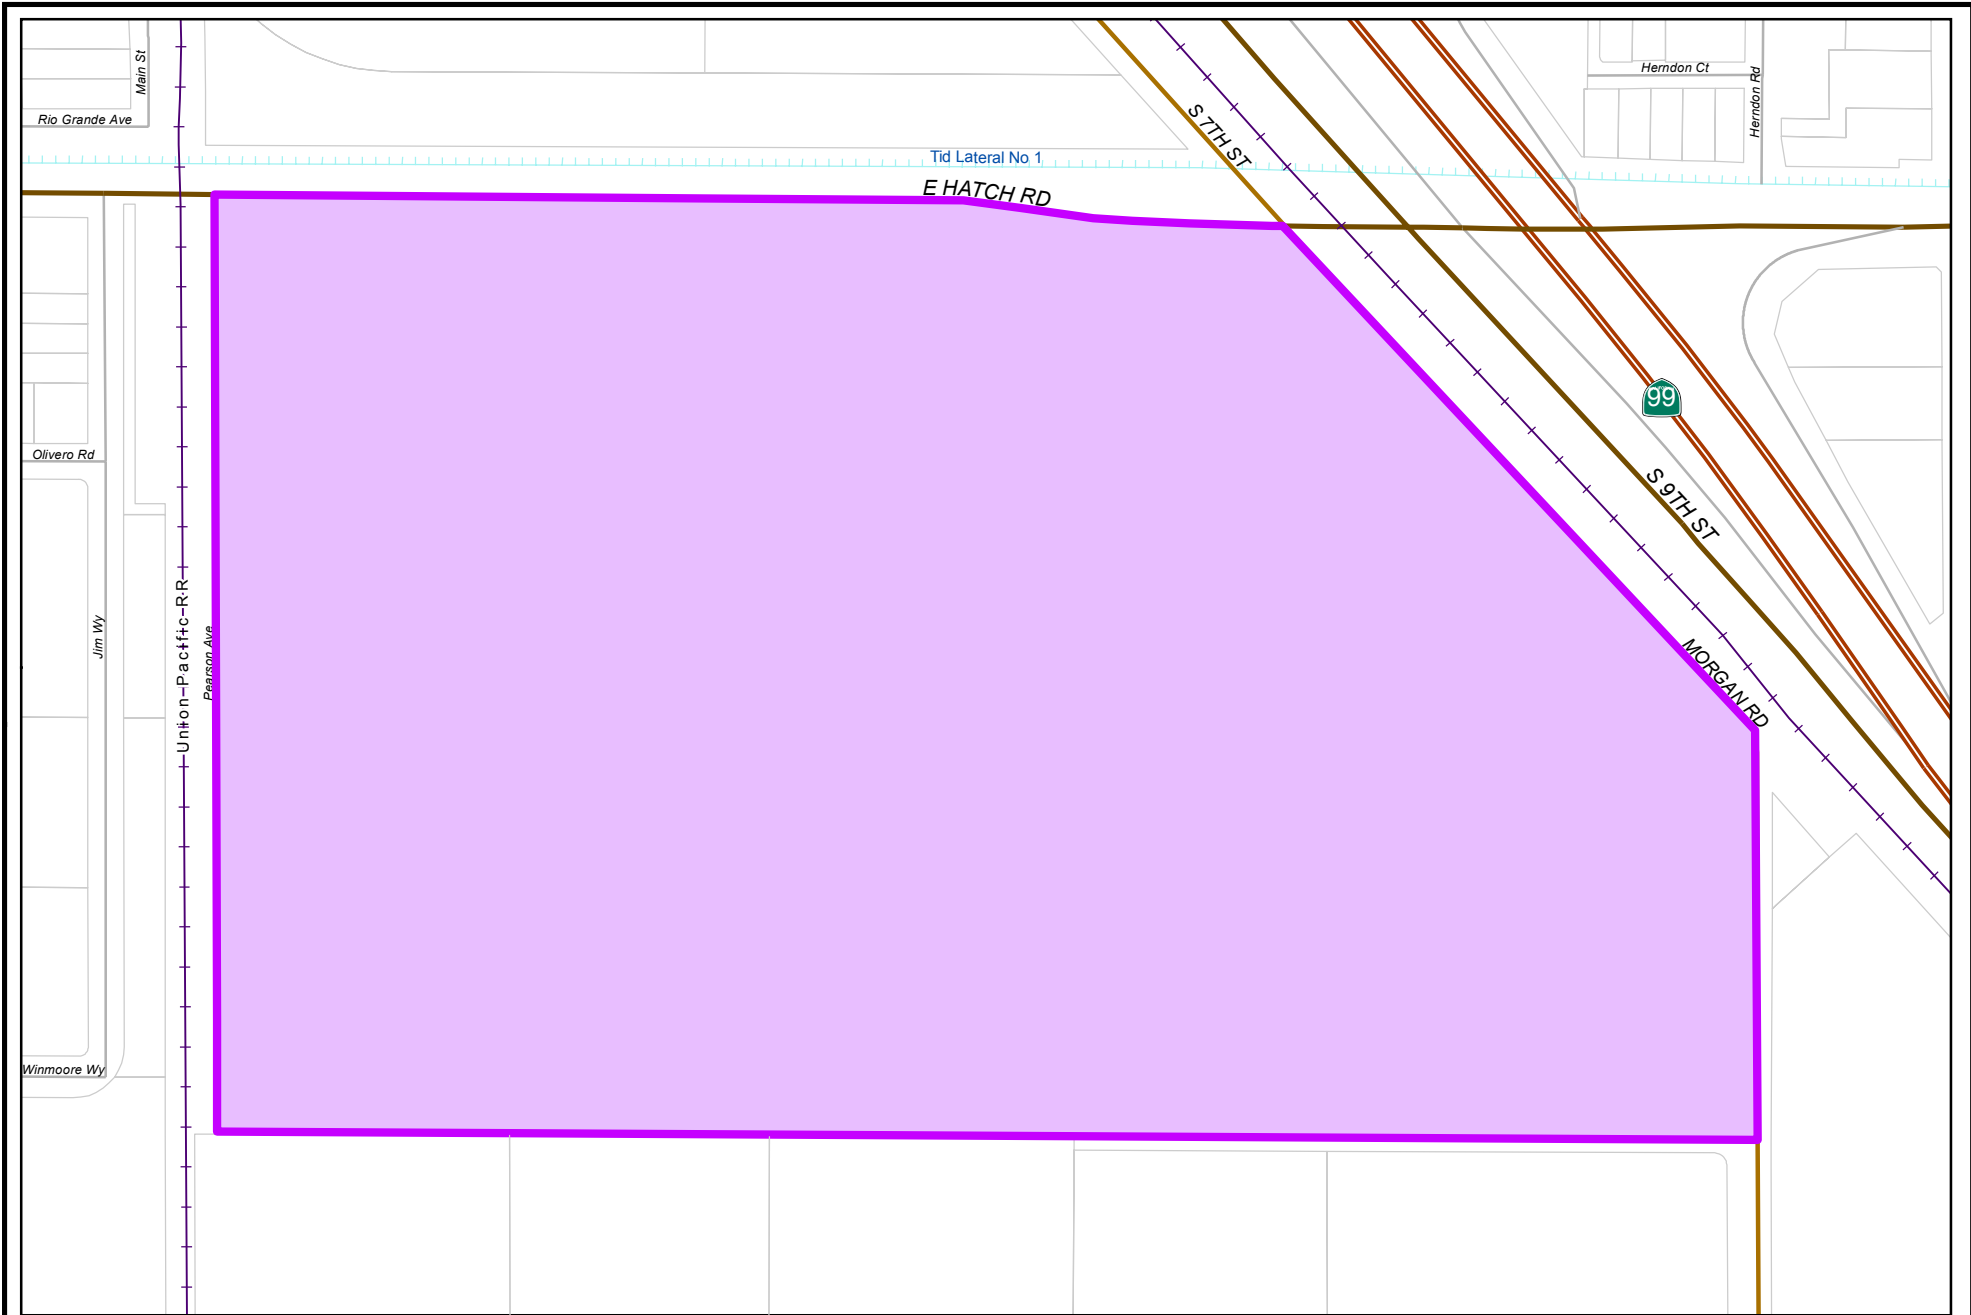 Main St
Herndon Ct
Herndon Rd
Rio Grande Ave
S 7TH ST
Tid Lateral No 1
E HATCH RD
99
Olivero Rd
S 9TH ST
Union Pacific R R
Pearson Ave
Jim Wy
MORGAN RD
Winmoore Wy